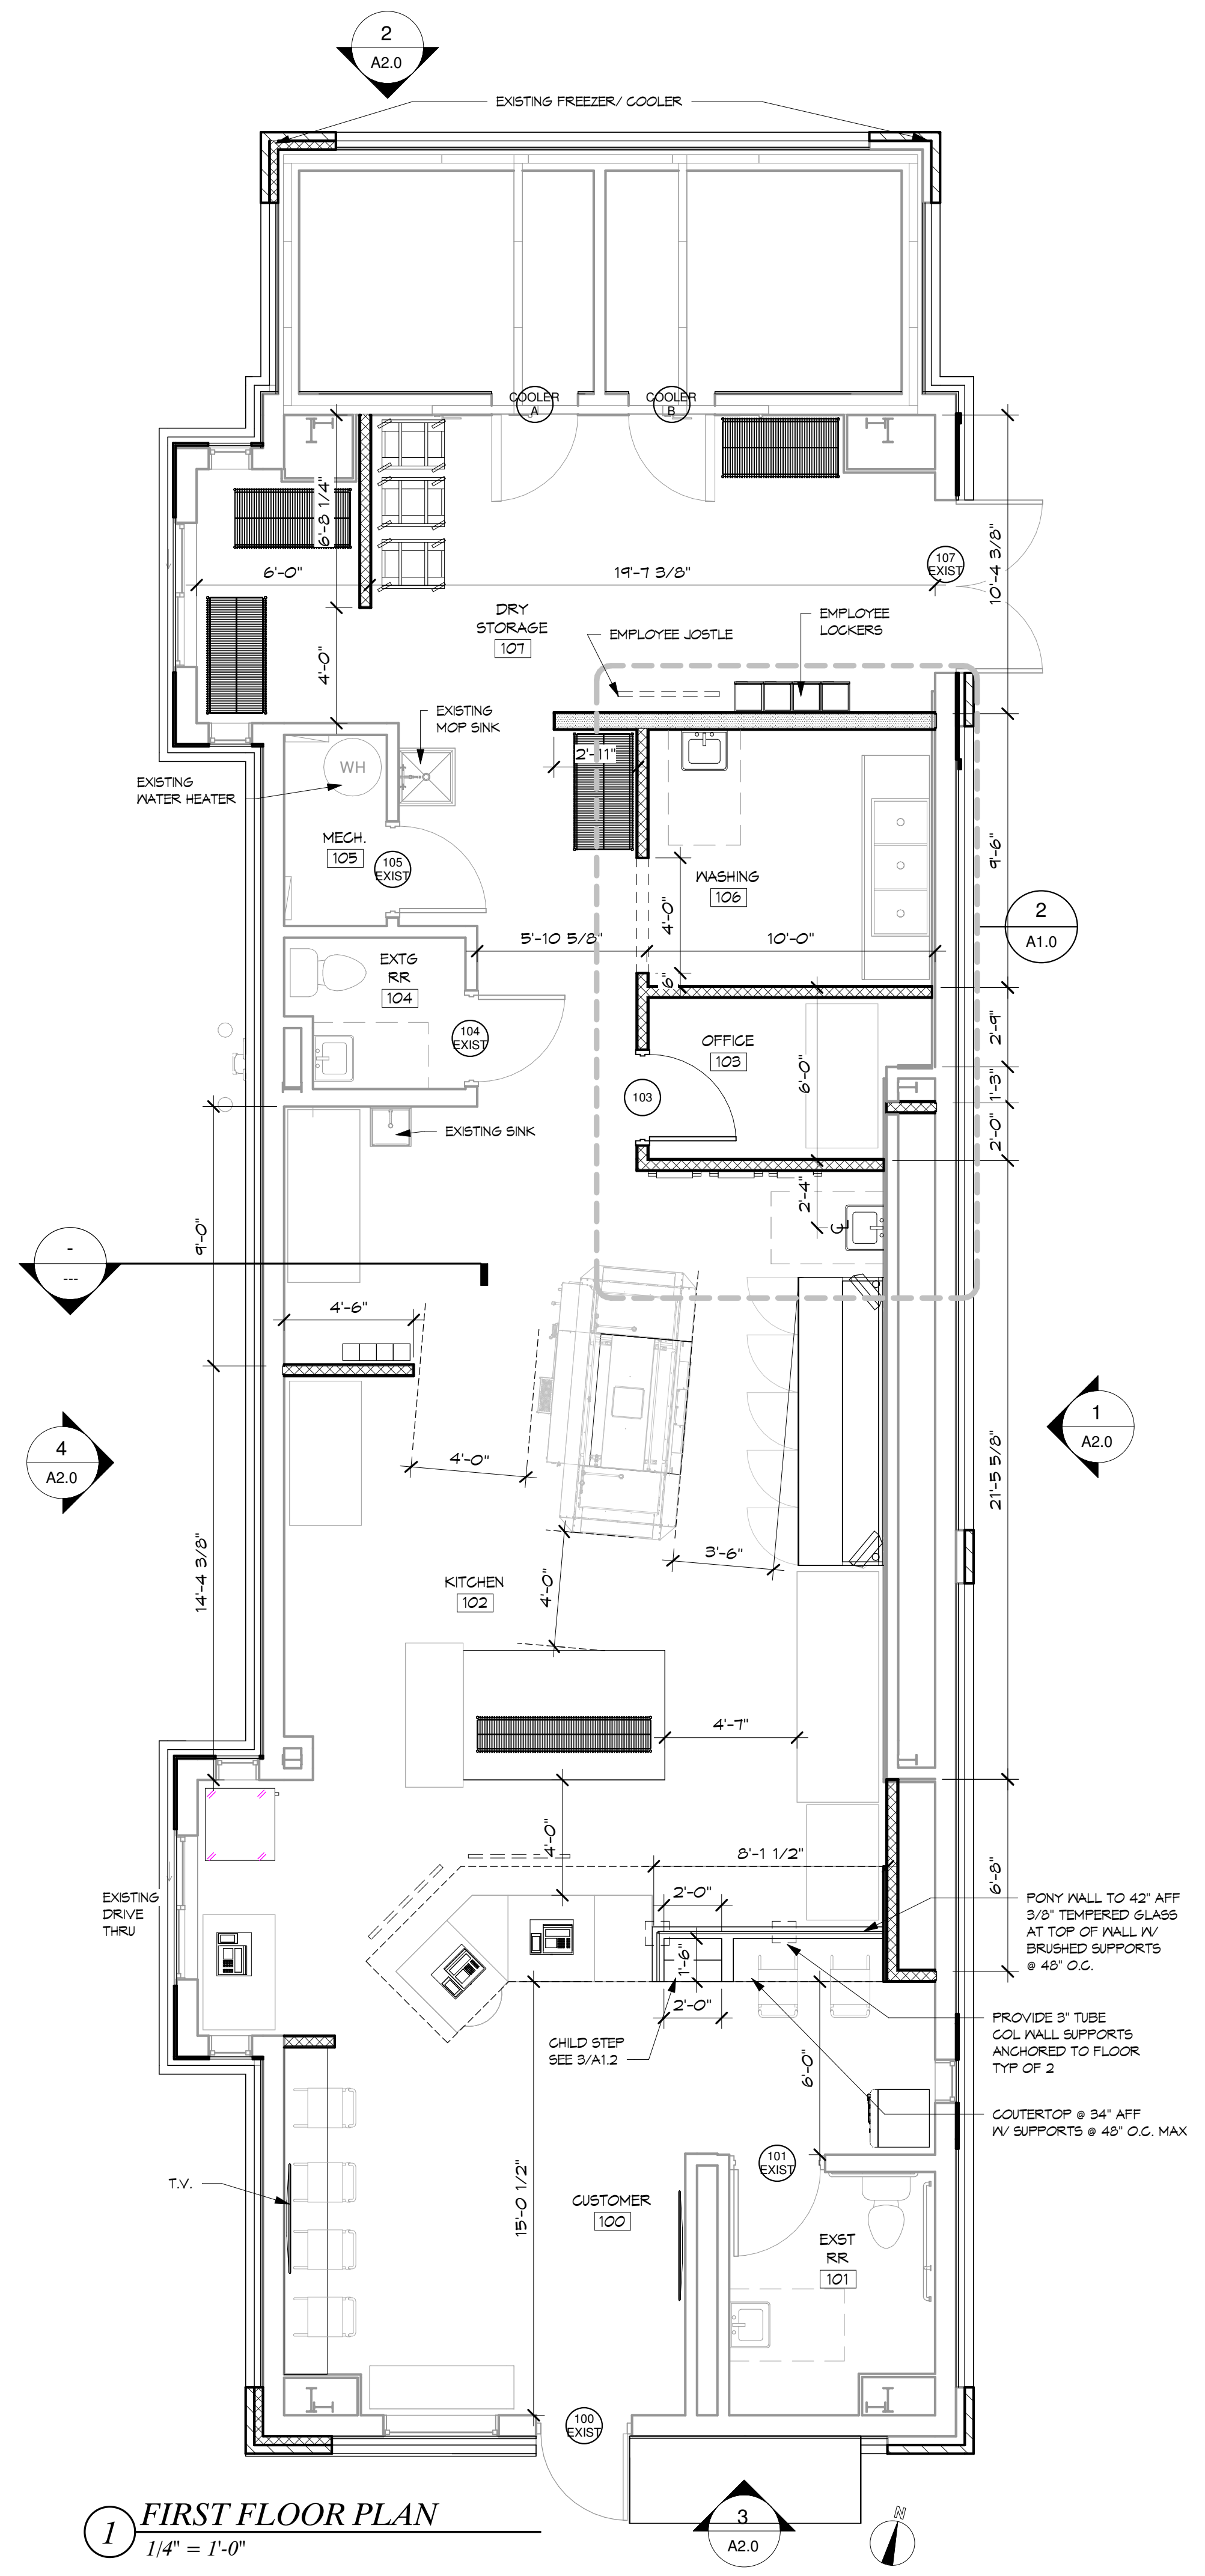 2
A2.0
EXISTING FREEZER/ COOLER
COOLER
A
COOLER
B
6'-8 1/4"
10'-4 3/8"
107
EXIST
6'-0"
19'-7 3/8"
DRY
STORAGE
107
EMPLOYEE JOSTLE
EMPLOYEE
LOCKERS
4'-0"
EXISTING
MOP SINK
2'-11"
WH
EXISTING
WATER HEATER
MECH.
105
105
EXIST
9'-6"
WASHING
106
4'-0"
2
A1.0
5'-10 5/8"
10'-0"
EXTG
RR
104
6"
104
EXIST
OFFICE
103
2'-9"
6'-0"
1'-3"
103
2'-0"
EXISTING SINK
2'-4"
CL
9'-0"
-
---
4'-6"
1
A2.0
4
A2.0
4'-0"
21'-5 5/8"
3'-6"
14'-4 3/8"
4'-0"
KITCHEN
102
4'-7"
4'-0"
8'-1 1/2"
6'-8"
2'-0"
EXISTING
DRIVE
THRU
PONY WALL TO 42" AFF
3/8" TEMPERED GLASS
AT TOP OF WALL W/
BRUSHED SUPPORTS
@ 48" O.C.
1'-6"
2'-0"
CHILD STEP
SEE 3/A1.2
PROVIDE 3" TUBE
COL WALL SUPPORTS
ANCHORED TO FLOOR
TYP OF 2
6'-0"
COUTERTOP @ 34" AFF
W/ SUPPORTS @ 48" O.C. MAX
101
EXIST
T.V.
15'-0 1/2"
CUSTOMER
100
EXST
RR
101
100
EXIST
1
FIRST FLOOR PLAN
1/4" = 1'-0"
3
A2.0
N